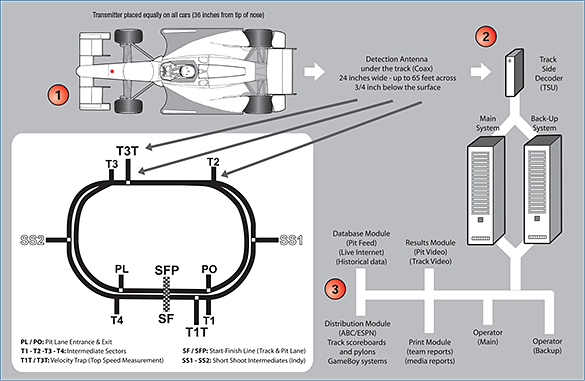 Transmitter placed equally on all cars (36 inches from tip of nose)
1
Detection Antenna
under the track (Coax)
24 inches wide - up to 65 feet across
3/4 inch below the surface
2
Track
Side
Decoder
(TSU)
Main
System
Back-Up
System
T3T
T3
T2
SS2
SS1
PL
SFP
PO
T4
SF
T1
T1T
PL / PO: Pit Lane Entrance & Exit
T1 - T2 -T3 - T4: Intermediate Sectors
T1T / T3T: Velocity Trap (Top Speed Measurement)
SF / SFP: Start-Finish Line (Track & Pit Lane)
SS1 - SS2: Short Shoot Intermediates (Indy)
Database Module
(Pit Feed)
(Live Internet)
(Historical data)
Results Module
(Pit Video)
(Track Video)
3
Distribution Module
(ABC/ESPN)
Track scoreboards
and pylons
GameBoy systems
Print Module
(team reports)
(media reports)
Operator
(Main)
Operator
(Backup)